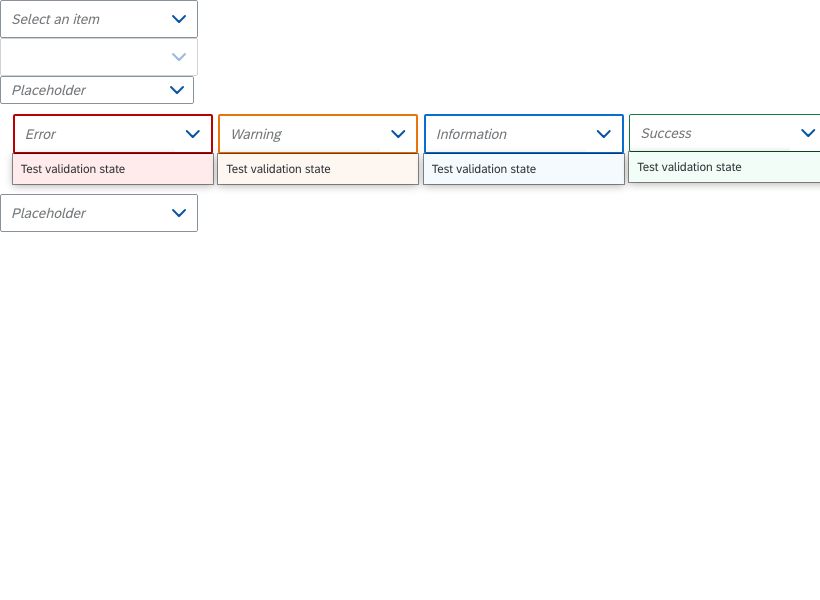 Select an item
Placeholder
Error
Warning
Information
Success
Test validation state
Test validation state
Test validation state
Test validation state
Placeholder